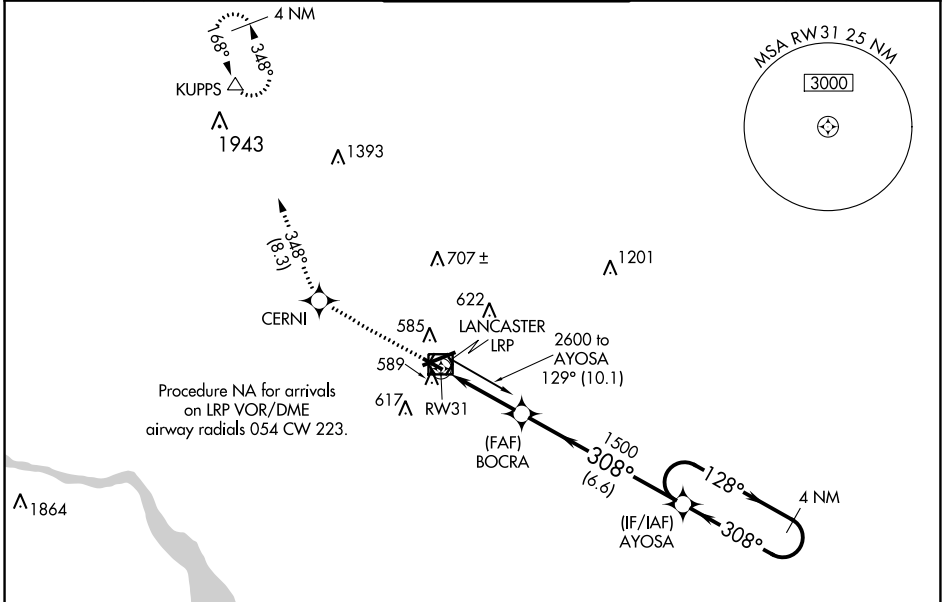 4 NM
168°
348°
KUPPS
1943
1393
MSA RW31 25 NM
3000
348°
(8.3)
707 ±
1201
CERNI
622
585
LANCASTER
LRP
589
2600 to
AYOSA
129° (10.1)
Procedure NA for arrivals
on LRP VOR/DME
airway radials 054 CW 223.
617
RW31
(FAF)
BOCRA
1500
308°
(6.6)
128°
4 NM
308°
(IF/IAF)
AYOSA
1864